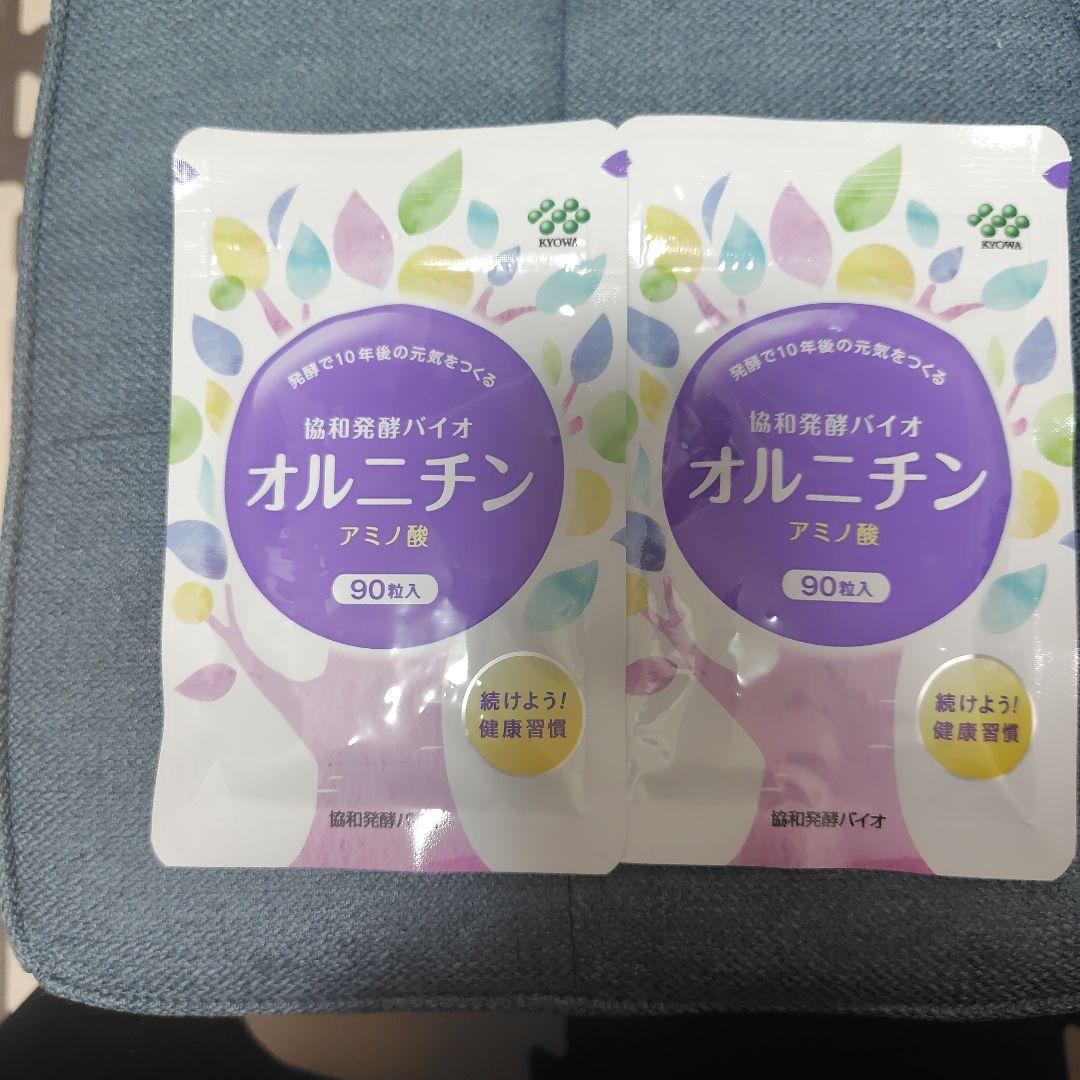 KYOWA
発酵で10年後の元気をつくる
協和発酵バイオ
オルニチン
アミノ酸
90粒入
続けよう!
健康習慣
協和発酵バ
KYOWA
発酵で10年後の元気をつくる
協和発酵バイオ
オルニチン
アミノ酸
90粒入
続けよう!
健康習慣
協和発酵バイオ